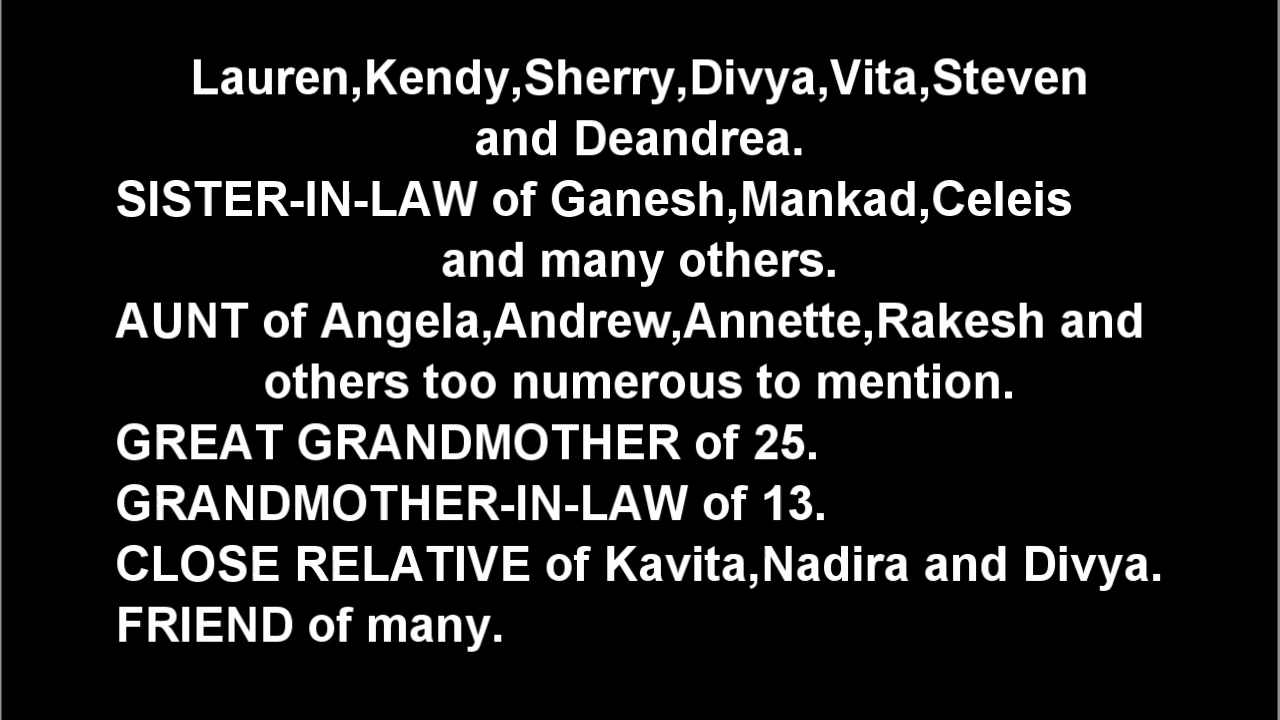 Lauren,Kendy,Sherry,Divya,Vita,Steven
and Deandrea.
SISTER-IN-LAW of Ganesh,Mankad,Celeis
and many others.
AUNT of Angela,Andrew,Annette,Rakesh and
others too numerous to mention.
GREAT GRANDMOTHER of 25.
GRANDMOTHER-IN-LAW of 13.
CLOSE RELATIVE of Kavita,Nadira and Divya.
FRIEND of many.